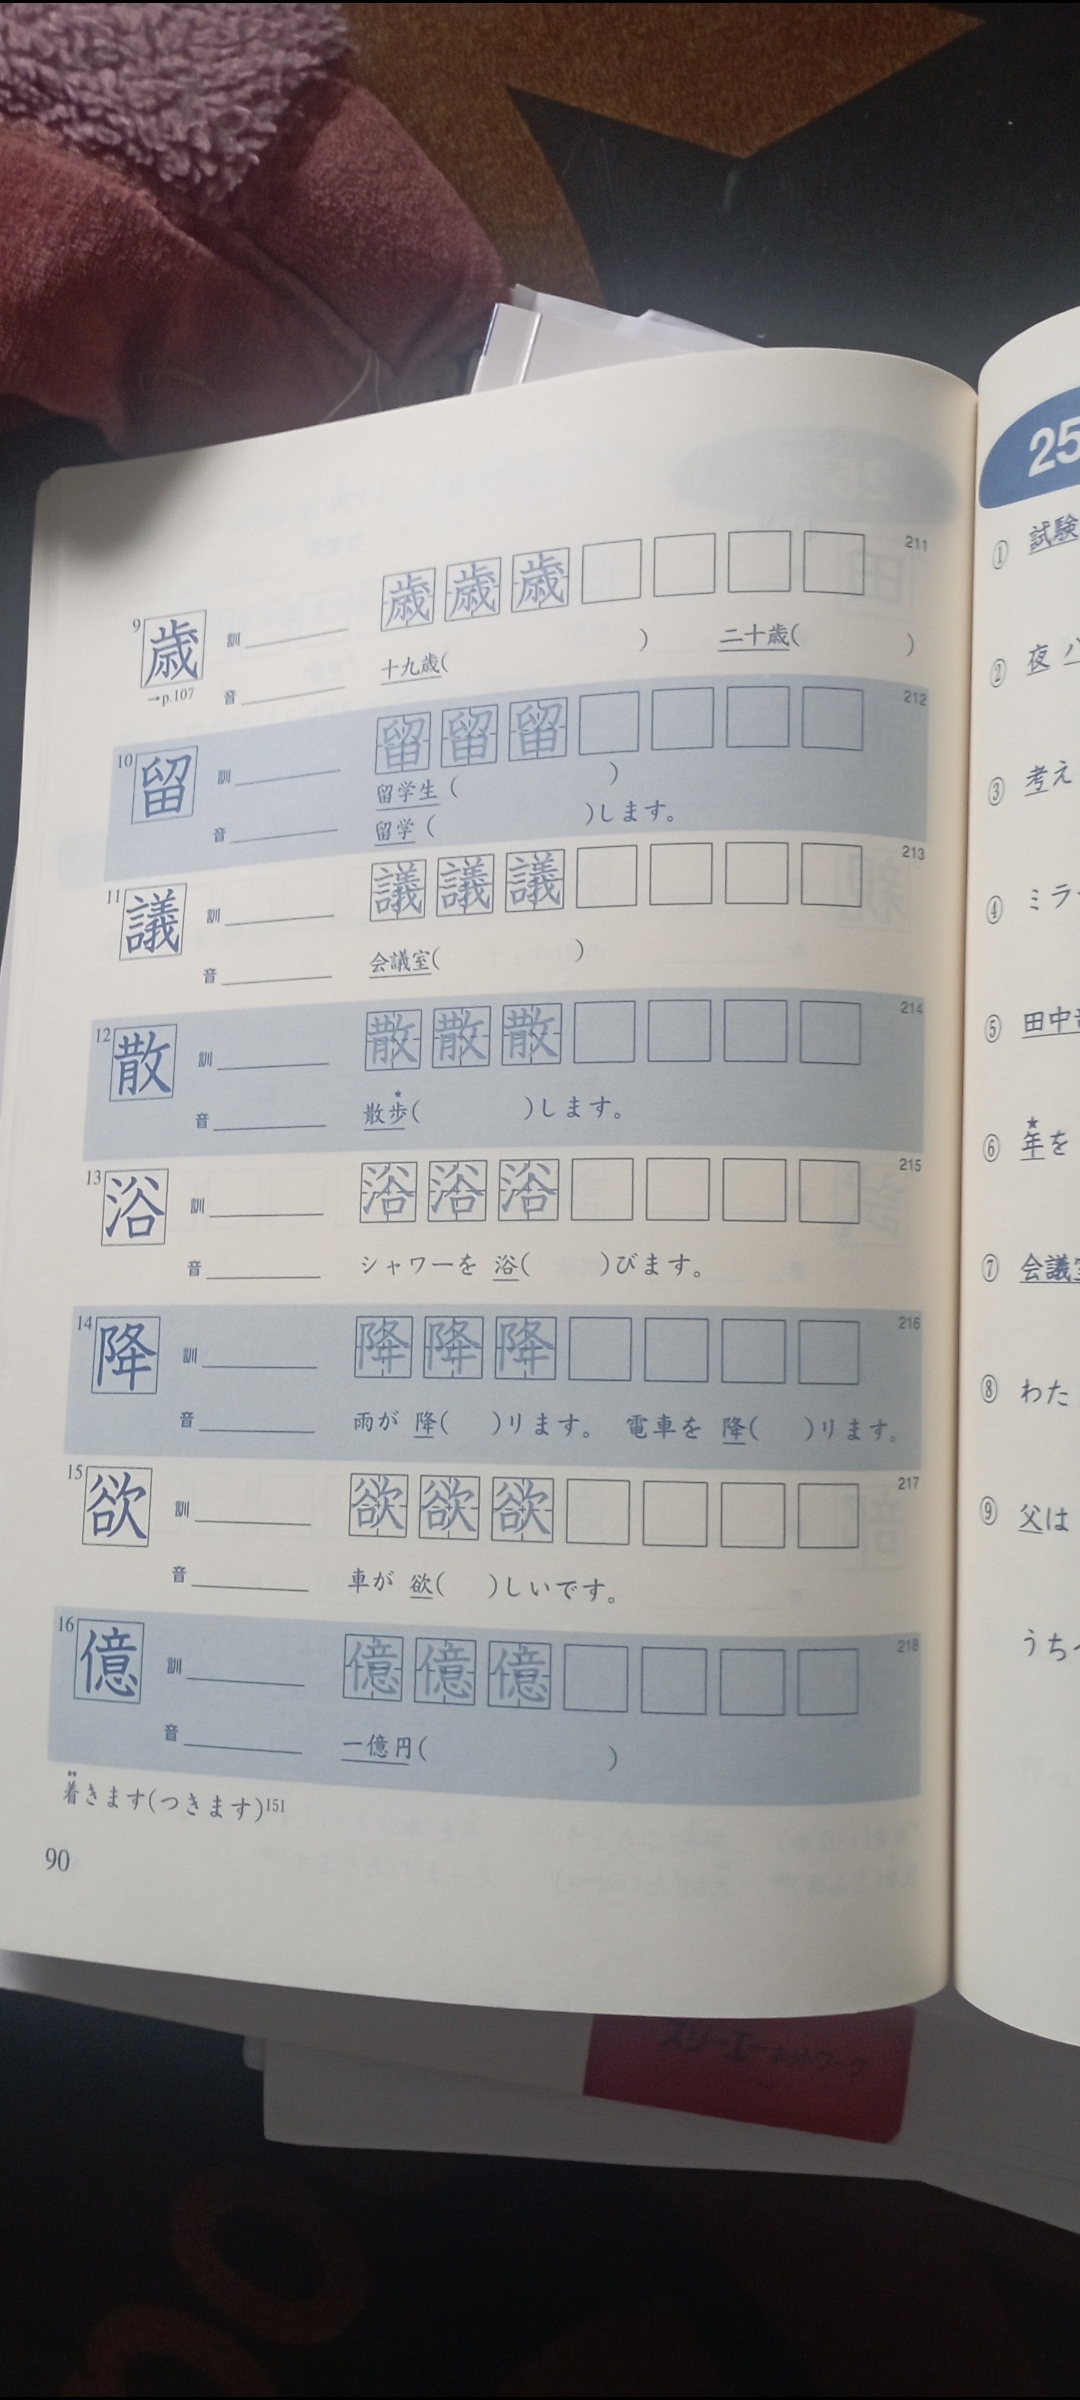 211
9 歳 訓 歳 歳 歳
→p.107 音 十九歳( ) 二十歳( )
212
10 留 訓 留 留 留
留学生 ( )
音 留学 ( )します。
213
11 議 訓 議 議 議
音 会議室( )
214
12 散 訓 散 散 散
★
音 散歩( )します。
215
13 浴 訓 浴 浴 浴
音 シャワーを 浴( )びます。
216
14 降 訓 降 降 降
音 雨が 降( )ります。 電車を 降( )ります。
217
15 欲 訓 欲 欲 欲
音 車が 欲( )しいです。
218
16 億 訓 億 億 億
音 一億円( )
着きます(つきます)151
90
25
① 試験
② 夜
③ 考え
④ ミラ
⑤ 田中
★
⑥ 年を
⑦ 会議
⑧ わた
⑨ 父は
うち
スリーエーネットワーク